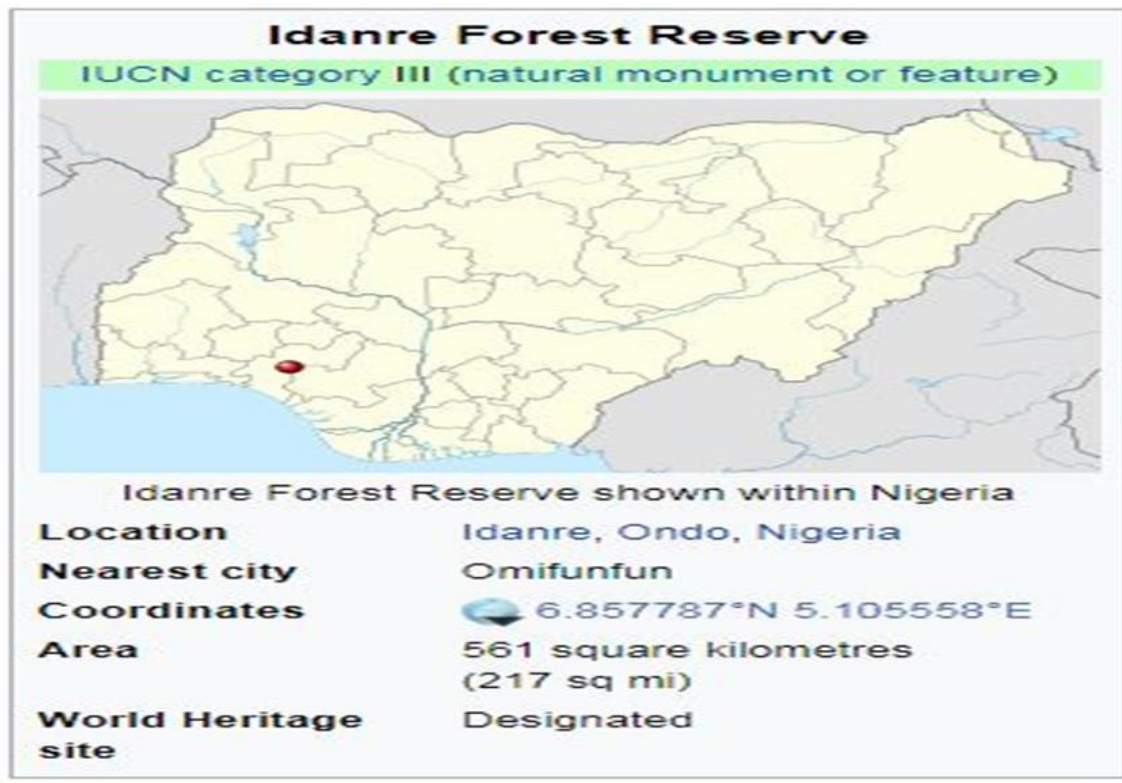 Idanre Forest Reserve
IUCN category III (natural monument or feature)
Idanre Forest Reserve shown within Nigeria
Location Idanre, Ondo, Nigeria
Nearest city Omifunfun
Coordinates 6.857787°N 5.105558°E
Area 561 square kilometres
(217 sq mi)
World Heritage Designated
site